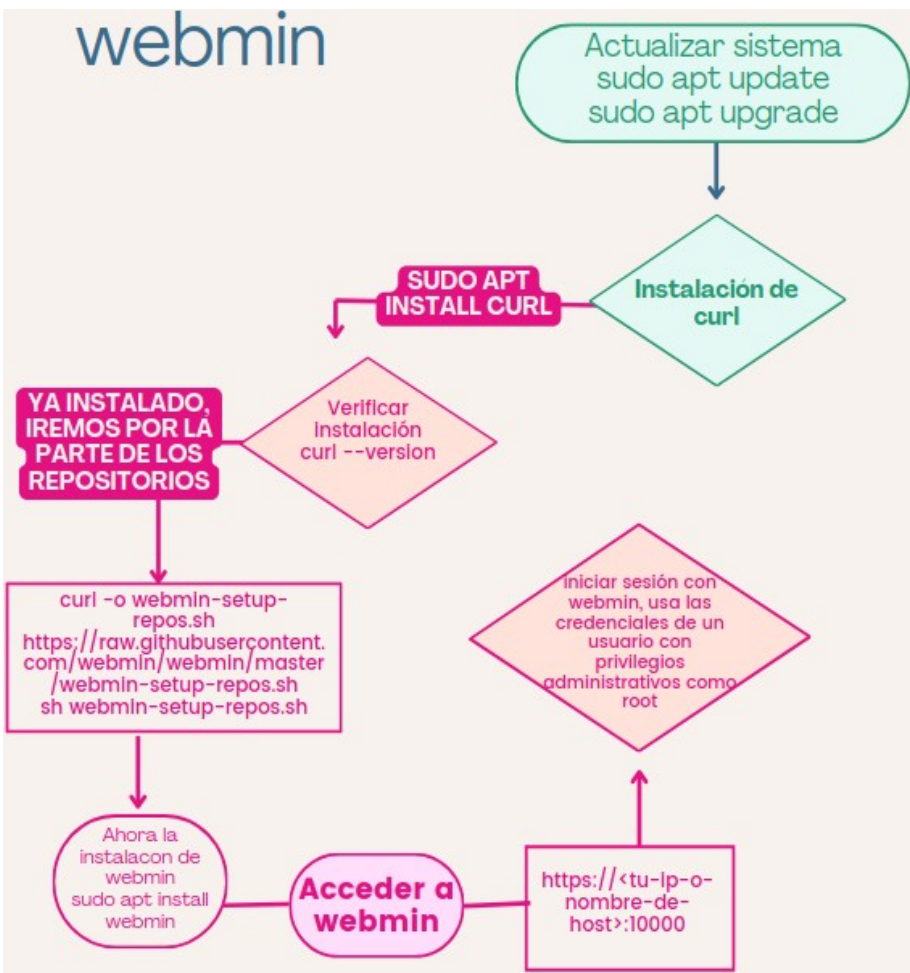 webmin
Actualizar sistema
sudo apt update
sudo apt upgrade
Instalación de
curl
SUDO APT
INSTALL CURL
Verificar
instalación
curl --version
YA INSTALADO,
IREMOS POR LA
PARTE DE LOS
REPOSITORIOS
curl -o webmin-setup-
repos.sh
https://raw.githubusercontent.
com/webmin/webmin/master
/webmin-setup-repos.sh
sh webmin-setup-repos.sh
Ahora la
instalacon de
webmin
sudo apt install
webmin
Acceder a
webmin
https://<tu-Ip-o-
nombre-de-
host>:10000
iniciar sesión con
webmin, usa las
credenciales de un
usuario con
privilegios
administrativos como
root